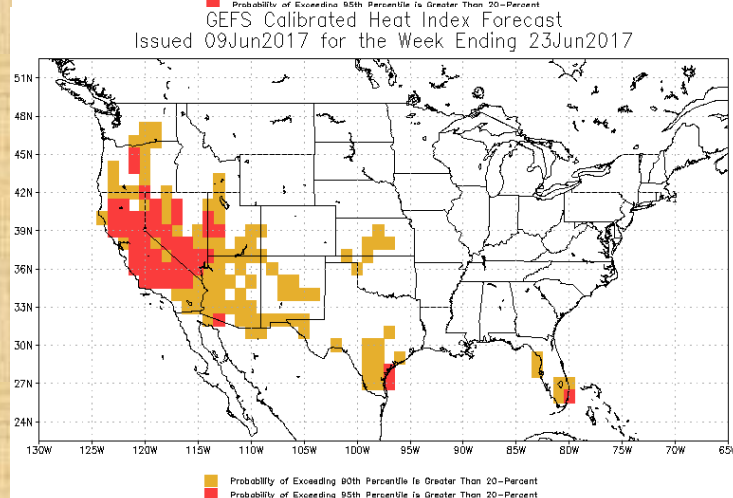 Probability of Exceeding 95th Percentile is Greater Than 20-Percent
GEFS Calibrated Heat Index Forecast
Issued 09Jun2017 for the Week Ending 23Jun2017
51N
48N
45N
42N
39N
36N
33N
30N
27N
24N
130W 125W 120W 115W 110W 105W 100W 95W 90W 85W 80W 75W 70W 65
Probability of Exceeding 90th Percentile is Greater Than 20-Percent
Probability of Exceeding 95th Percentile is Greater Than 20-Percent